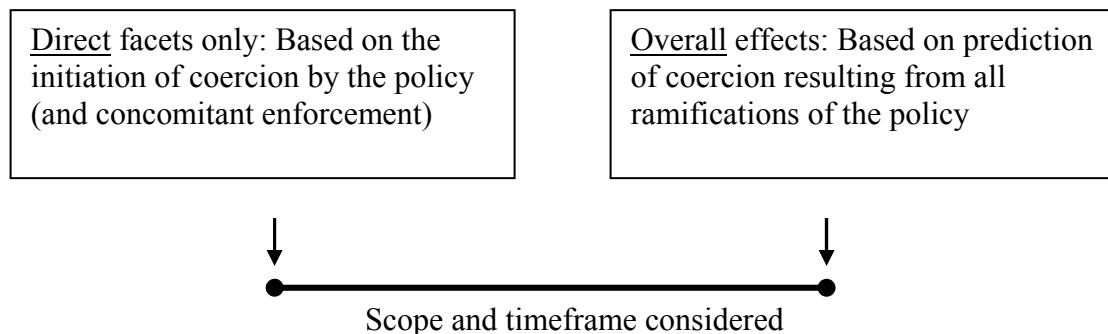 Direct facets only: Based on the
initiation of coercion by the policy
(and concomitant enforcement)
Overall effects: Based on prediction
of coercion resulting from all
ramifications of the policy
Scope and timeframe considered